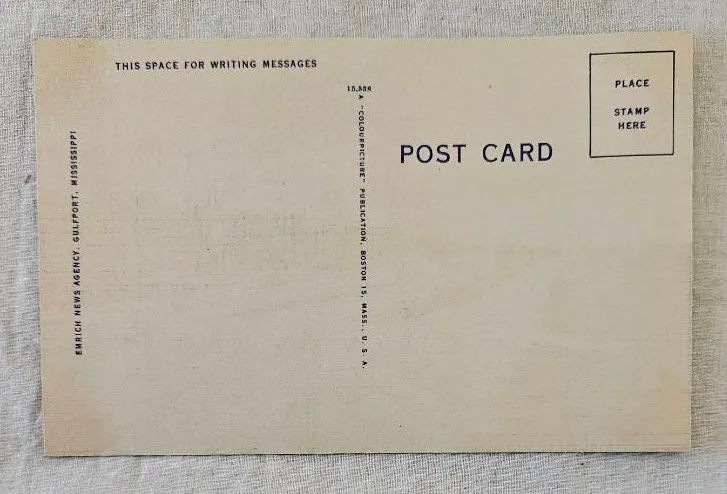 THIS SPACE FOR WRITING MESSAGES
EMRICH NEWS AGENCY, GULFPORT, MISSISSIPPI
15,539
A "COLOURPICTURE" PUBLICATION, BOSTON 15, MASS., U. S. A.
POST CARD
PLACE
STAMP
HERE